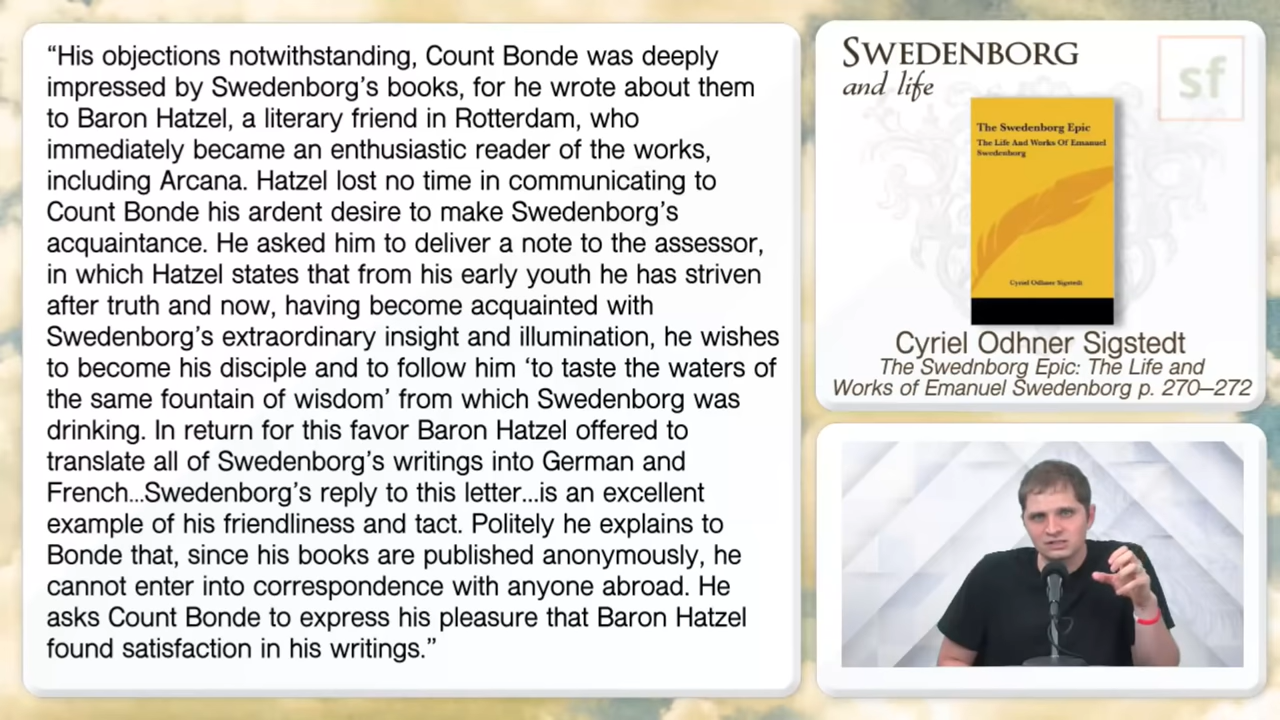 “His objections notwithstanding, Count Bonde was deeply
impressed by Swedenborg’s books, for he wrote about them
to Baron Hatzel, a literary friend in Rotterdam, who
immediately became an enthusiastic reader of the works,
including Arcana. Hatzel lost no time in communicating to
Count Bonde his ardent desire to make Swedenborg’s
acquaintance. He asked him to deliver a note to the assessor,
in which Hatzel states that from his early youth he has striven
after truth and now, having become acquainted with
Swedenborg’s extraordinary insight and illumination, he wishes
to become his disciple and to follow him ‘to taste the waters of
the same fountain of wisdom’ from which Swedenborg was
drinking. In return for this favor Baron Hatzel offered to
translate all of Swedenborg’s writings into German and
French...Swedenborg’s reply to this letter...is an excellent
example of his friendliness and tact. Politely he explains to
Bonde that, since his books are published anonymously, he
cannot enter into correspondence with anyone abroad. He
asks Count Bonde to express his pleasure that Baron Hatzel
found satisfaction in his writings.”
SWEDENBORG
and life
sf
The Swedenborg Epic
The Life And Works Of Emanuel
Swedenborg
Cyriel Odhner Sigstedt
Cyriel Odhner Sigstedt
The Swednborg Epic: The Life and
Works of Emanuel Swedenborg p. 270–272